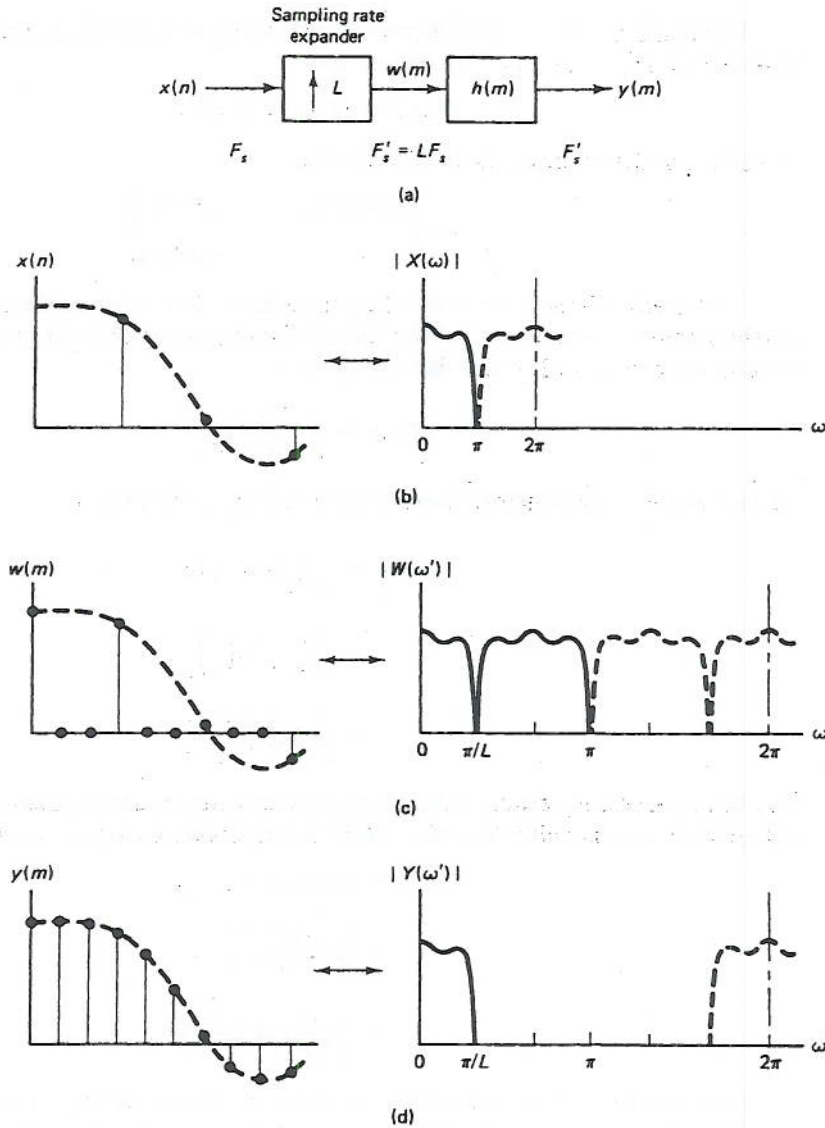 Sampling rate
expander
x(n) ↑ L w(m) h(m) y(m)
F_s F_s' = LF_s F_s'
(a)
x(n) | X(ω) |
0 π 2π ω
(b)
w(m) | W(ω') |
0 π/L π 2π ω
(c)
y(m) | Y(ω') |
0 π/L π 2π ω
(d)